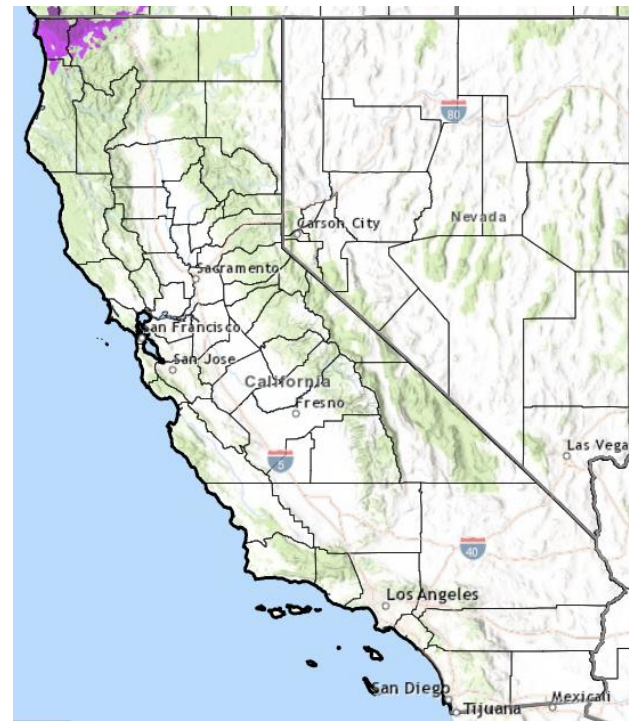 80
Carson City
Nevada
Sacramento
San Francisco
San Jose
California
Fresno
Las Vega
5
40
Los Angeles
San Diego
Tijuana
Mexicali